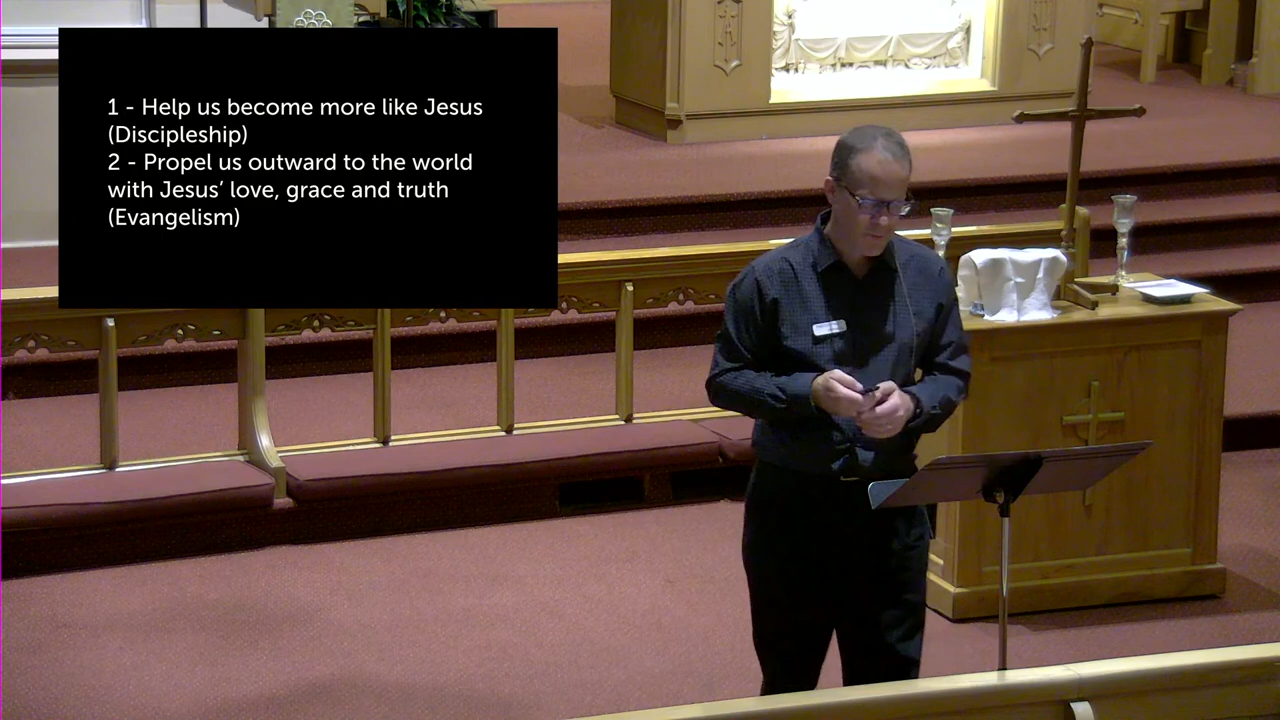 1 - Help us become more like Jesus
(Discipleship)
2 - Propel us outward to the world
with Jesus’ love, grace and truth
(Evangelism)